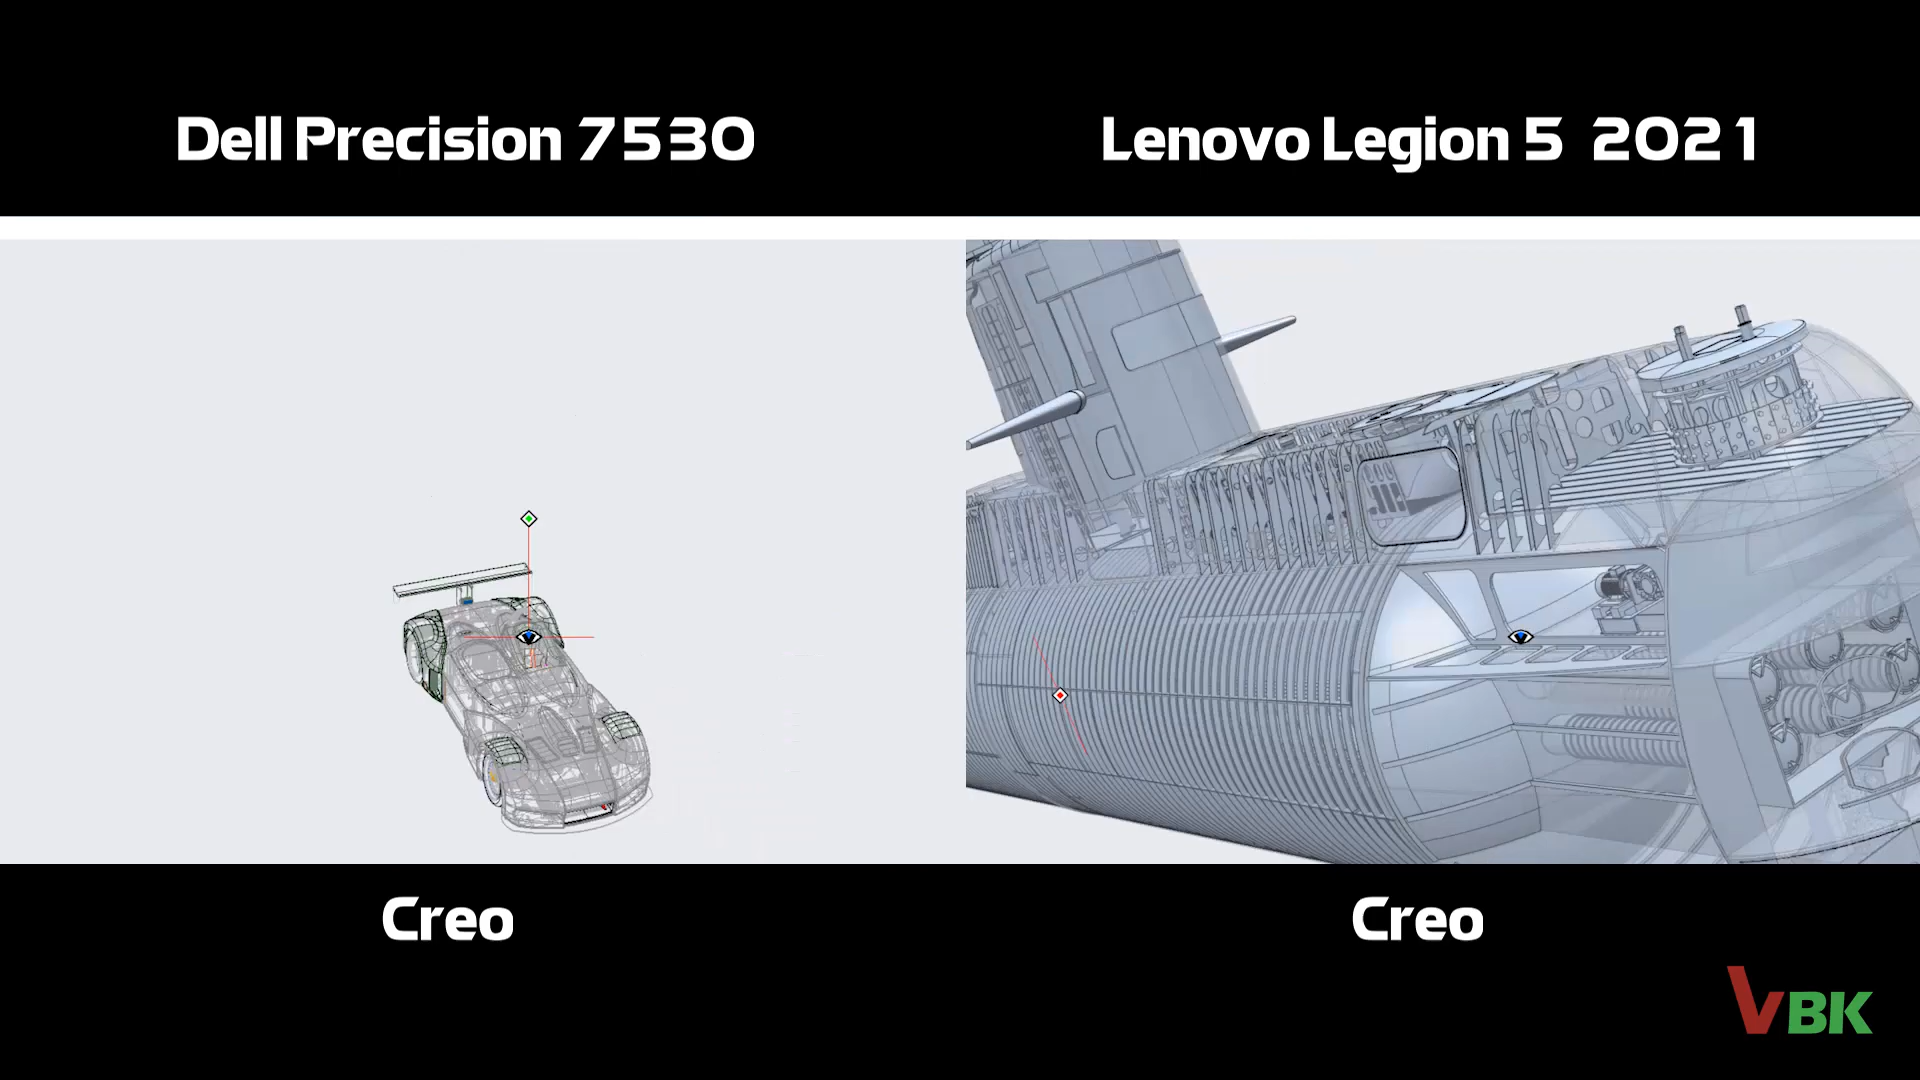 Dell Precision 7530
Lenovo Legion 5 2021
Creo
Creo
VBK